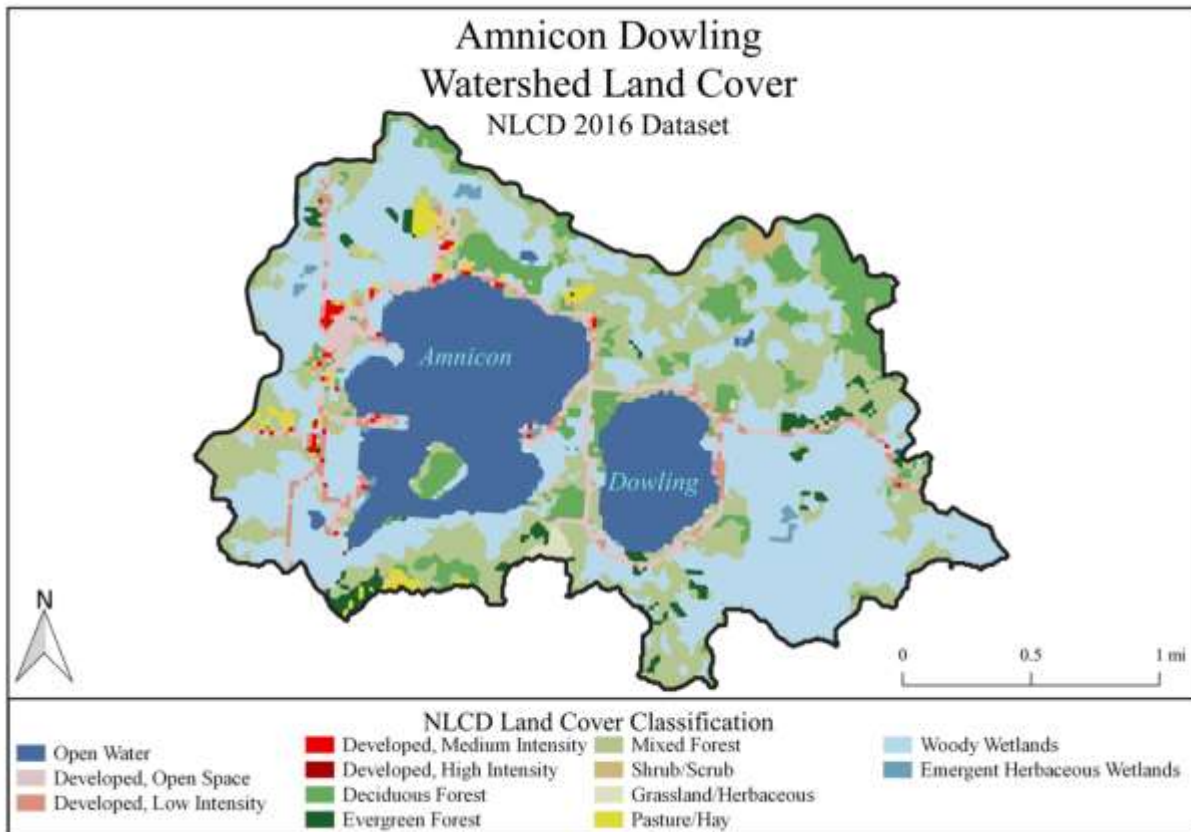 Amnicon Dowling
Watershed Land Cover
NLCD 2016 Dataset
Amnicon
Dowling
N
0 0.5 1 mi
NLCD Land Cover Classification
Open Water
Developed, Open Space
Developed, Low Intensity
Developed, Medium Intensity
Developed, High Intensity
Deciduous Forest
Evergreen Forest
Mixed Forest
Shrub/Scrub
Grassland/Herbaceous
Pasture/Hay
Woody Wetlands
Emergent Herbaceous Wetlands